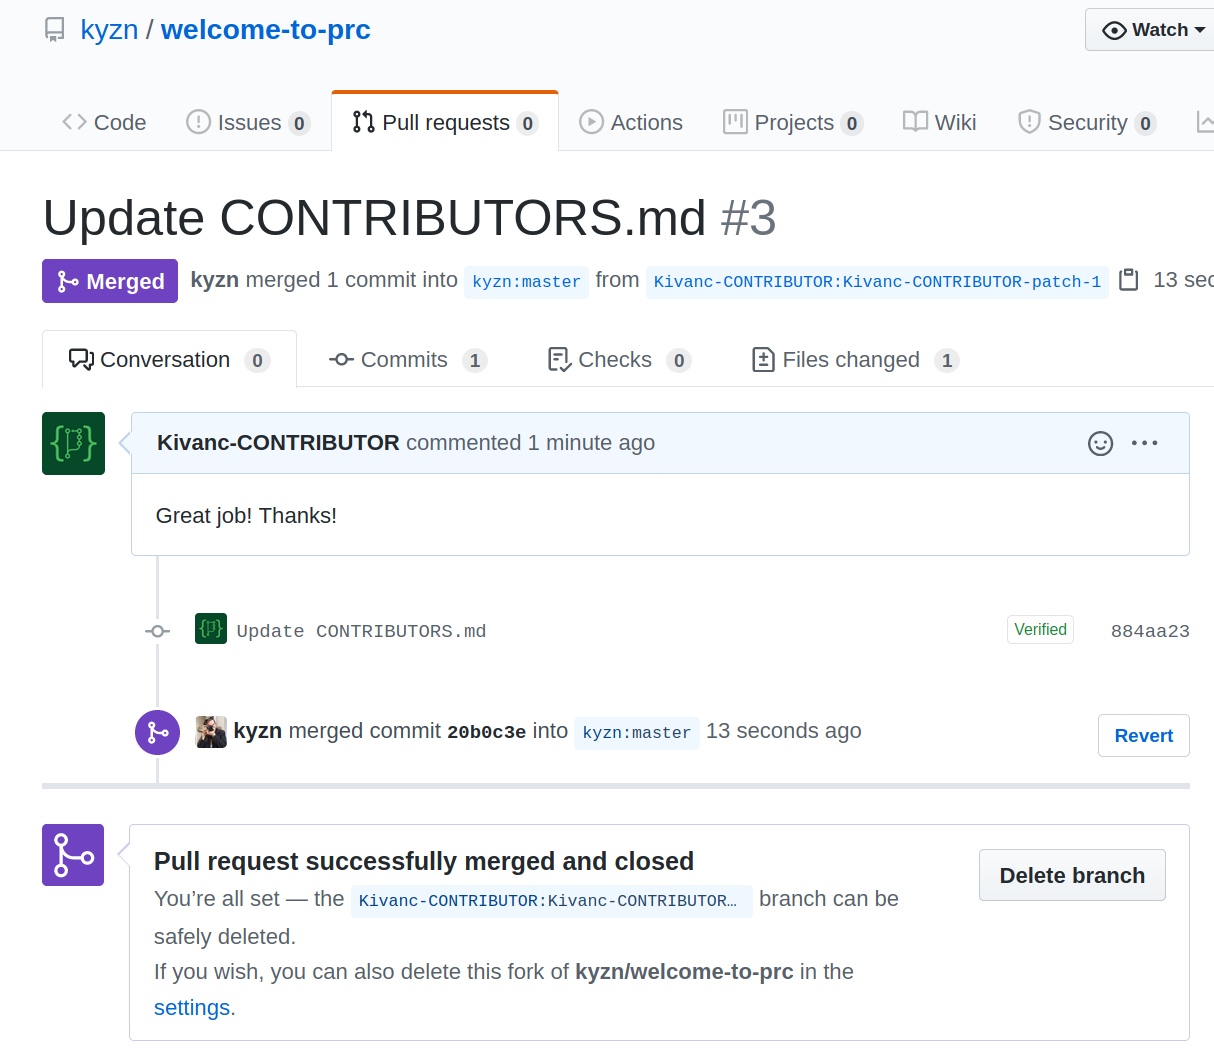 kyzn / welcome-to-prc
Watch
Code Issues 0 Pull requests 0 Actions Projects 0 Wiki Security 0
Update CONTRIBUTORS.md #3
Merged kyzn merged 1 commit into kyzn:master from Kivanc-CONTRIBUTOR:Kivanc-CONTRIBUTOR-patch-1 13 sec
Conversation 0 Commits 1 Checks 0 Files changed 1
Kivanc-CONTRIBUTOR commented 1 minute ago
Great job! Thanks!
Update CONTRIBUTORS.md Verified 884aa23
kyzn merged commit 20b0c3e into kyzn:master 13 seconds ago
Revert
Pull request successfully merged and closed
Delete branch
You’re all set — the Kivanc-CONTRIBUTOR:Kivanc-CONTRIBUTOR… branch can be
safely deleted.
If you wish, you can also delete this fork of kyzn/welcome-to-prc in the
settings.